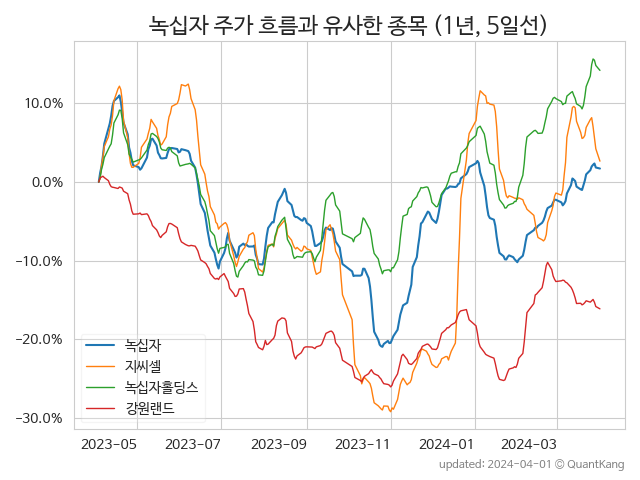 녹십자 주가 흐름과 유사한 종목 (1년, 5일선)
10.0%
0.0%
−10.0%
−20.0%
−30.0%
녹십자
지씨셀
녹십자홀딩스
강원랜드
2023-05 2023-07 2023-09 2023-11 2024-01 2024-03
updated: 2024-04-01 © QuantKang